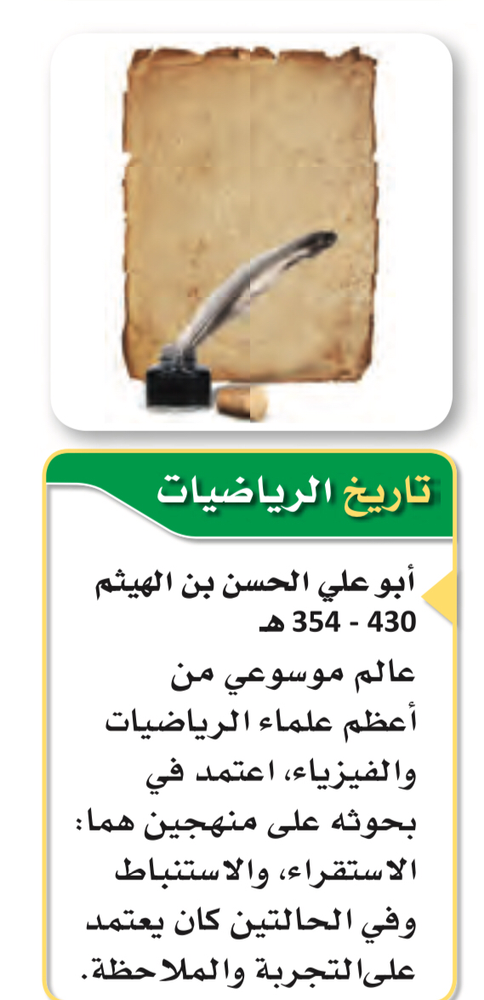 تاريخ الرياضيات
أبو علي الحسن بن الهيثم
430 - 354 هـ
عالم موسوعي من
أعظم علماء الرياضيات
والفيزياء، اعتمد في
بحوثه على منهجين هما:
الاستقراء، والاستنباط
وفي الحالتين كان يعتمد
على التجربة والملاحظة.